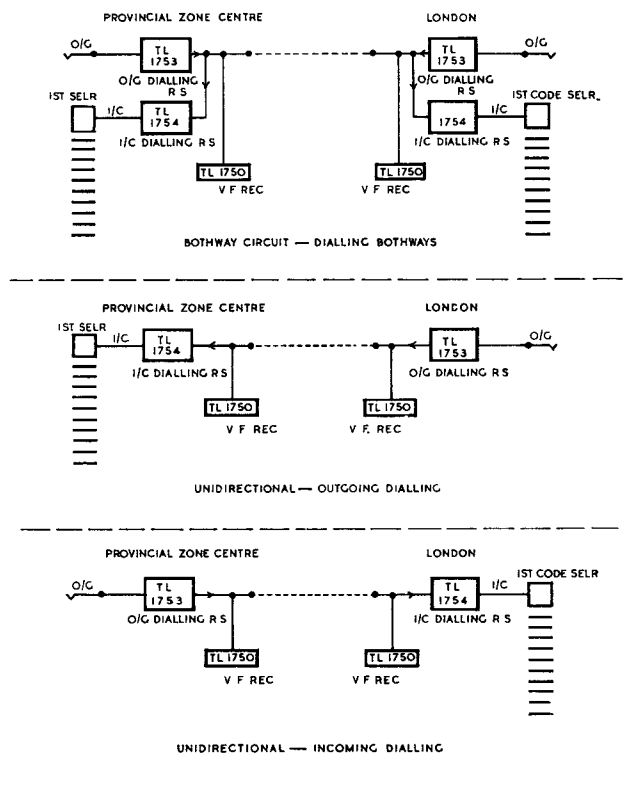 PROVINCIAL ZONE CENTRE
LONDON
O/G
TL
1753
O/G DIALLING
R S
1ST SELR
I/C
TL
1754
I/C DIALLING R S
TL 1750
V F REC
TL
1753
O/G
O/G DIALLING
R S
1ST CODE SELR.
1754
I/C
I/C DIALLING R S
TL 1750
V F REC
BOTHWAY CIRCUIT — DIALLING BOTHWAYS
PROVINCIAL ZONE CENTRE
LONDON
1ST SELR
I/C
TL
1754
I/C DIALLING RS
TL 1750
V F REC
TL
1753
O/G
O/G DIALLING R S
TL 1750
V F. REC
UNIDIRECTIONAL — OUTGOING DIALLING
PROVINCIAL ZONE CENTRE
LONDON
O/G
TL
1753
O/G DIALLING R S
TL 1750
V F REC
TL
1754
I/C
1ST CODE SELR
I/C DIALLING R S
TL 1750
V F REC
UNIDIRECTIONAL — INCOMING DIALLING